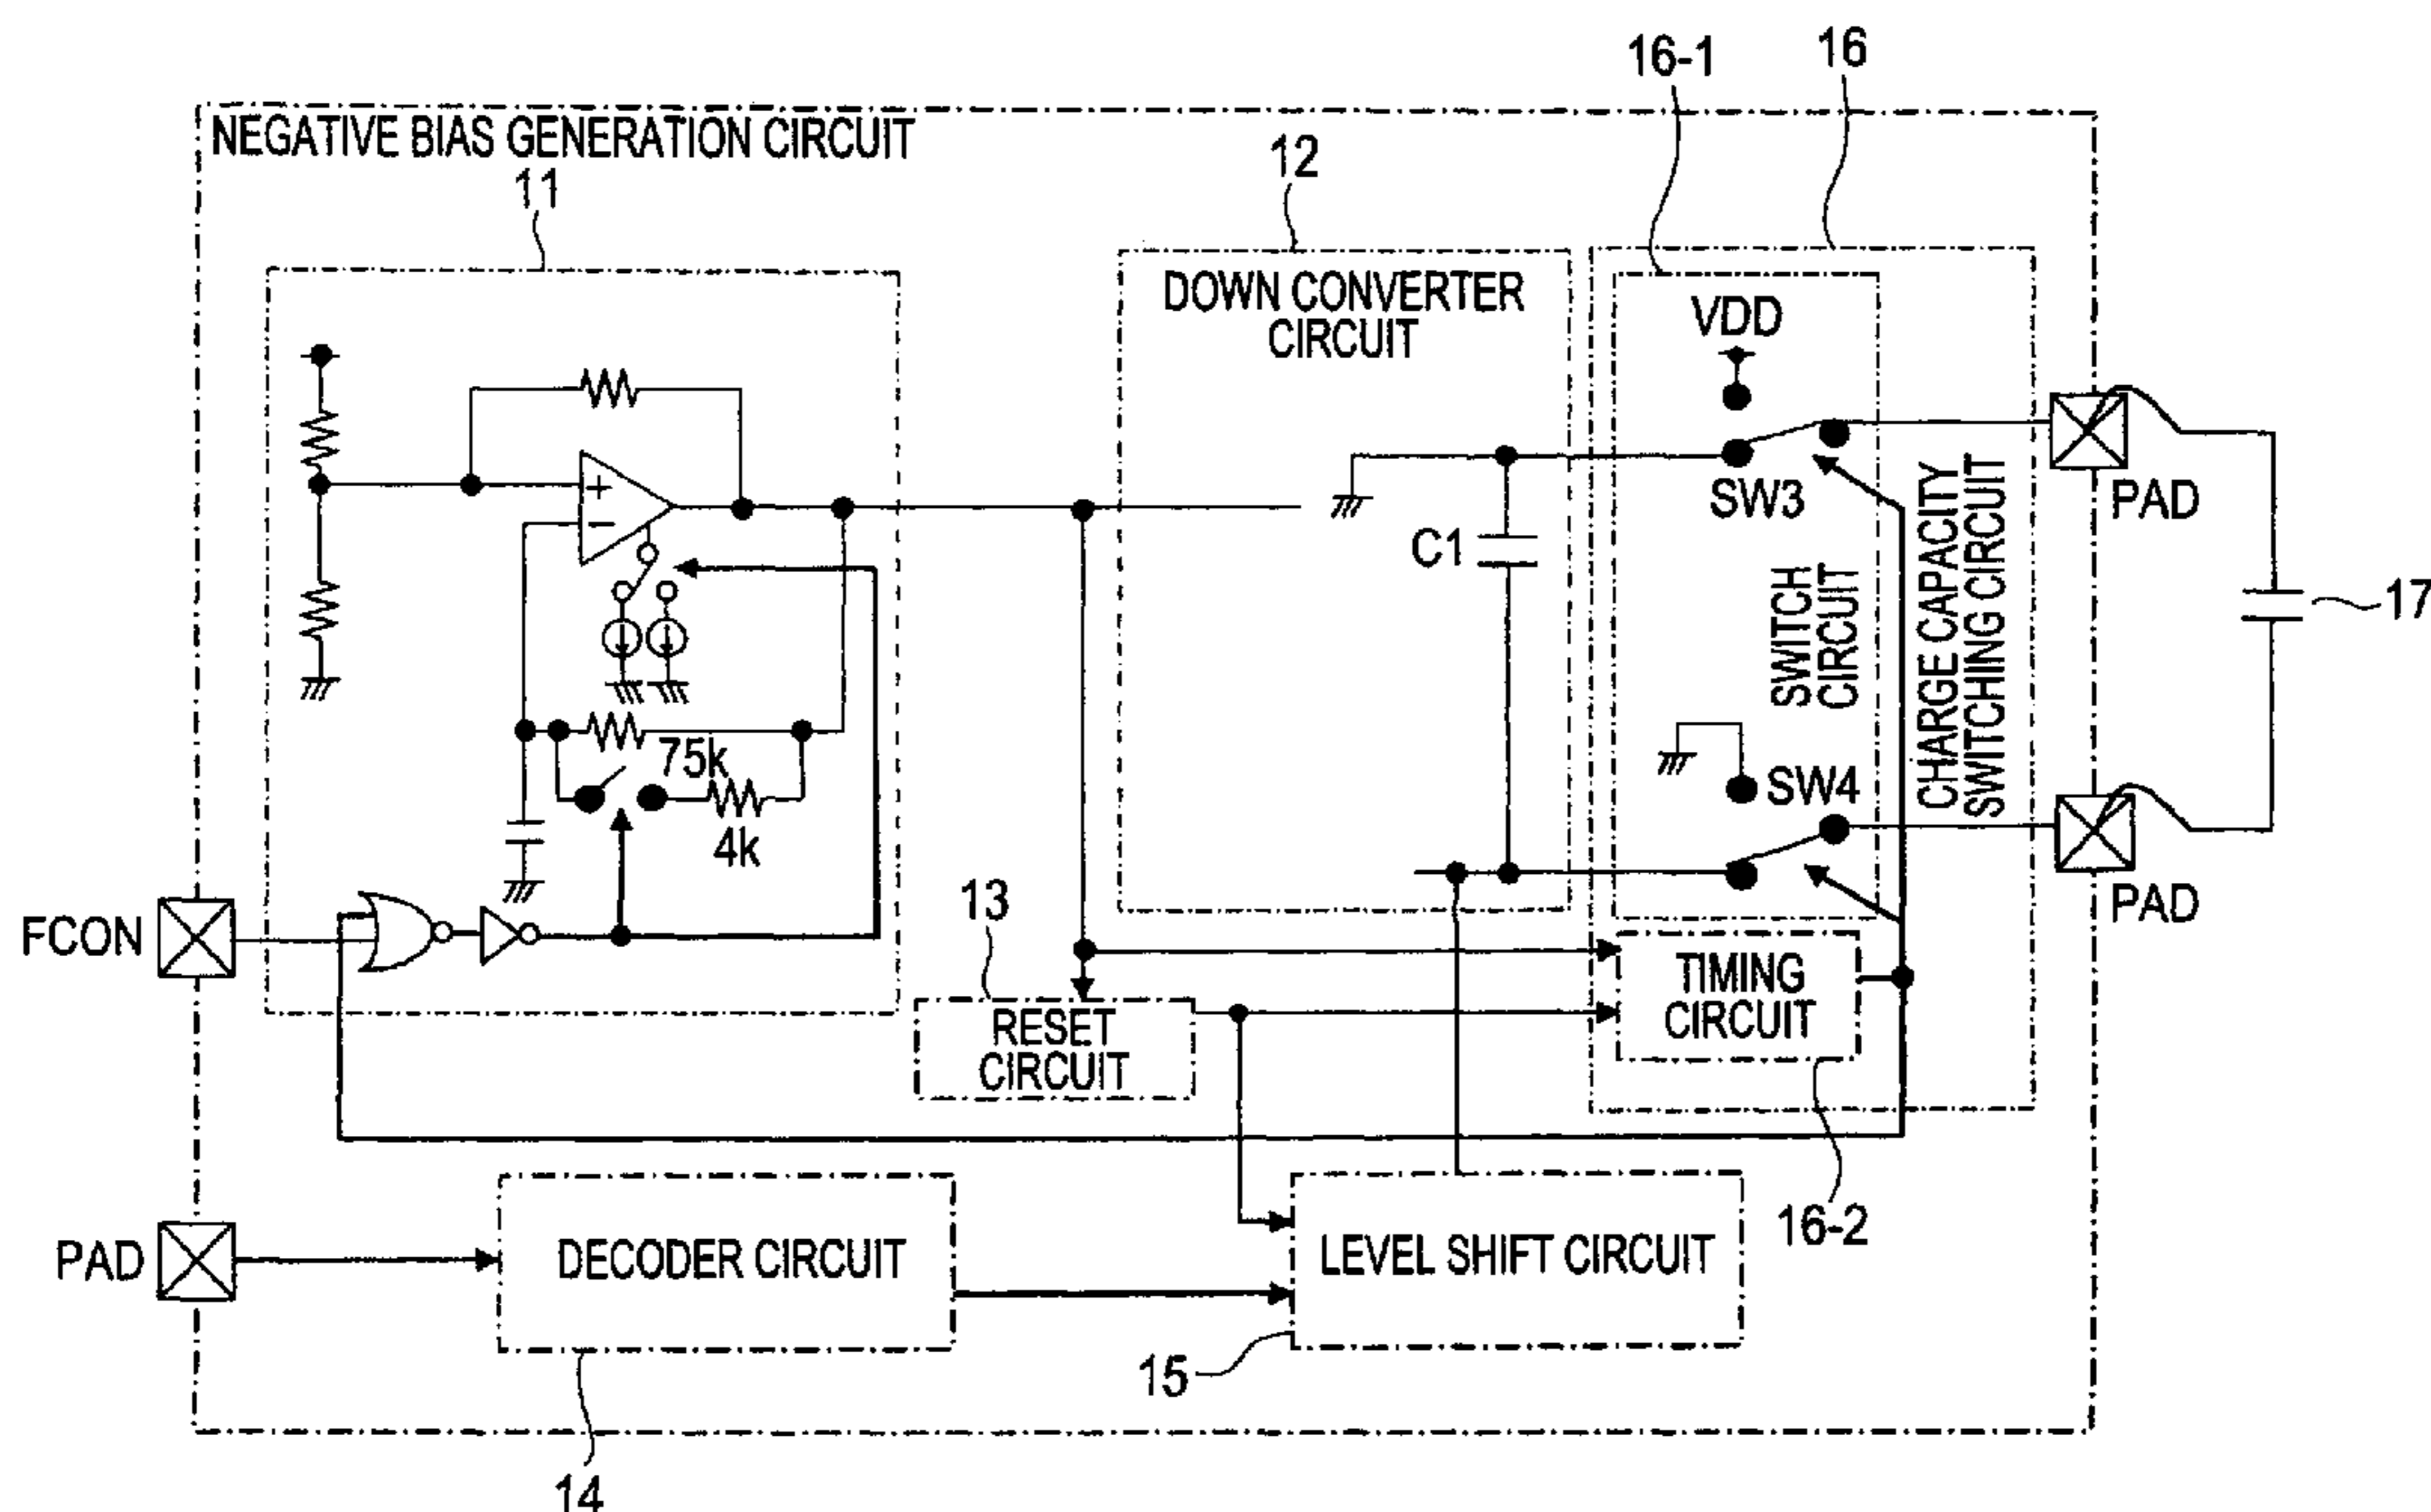 16-1
16
NEGATIVE BIAS GENERATION CIRCUIT
11
12
DOWN CONVERTER
CIRCUIT
VDD
+
−
SW3
C1
SWITCH
CIRCUIT
CHARGE CAPACITY
SWITCHING CIRCUIT
PAD
17
75k
4k
SW4
PAD
FCON
13
RESET
CIRCUIT
TIMING
CIRCUIT
16-2
PAD
DECODER CIRCUIT
LEVEL SHIFT CIRCUIT
15
14